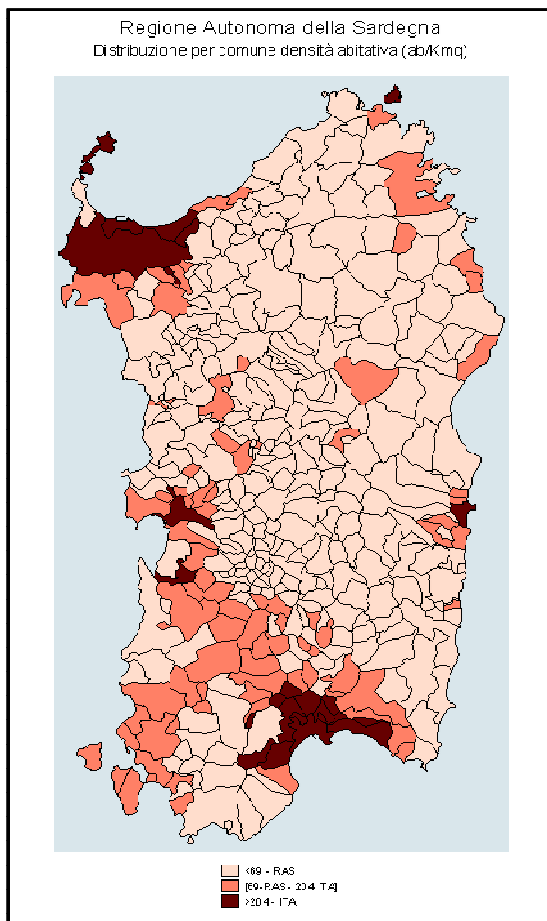 Regione Autonoma della Sardegna
Distribuzione per comune densità abitativa (ab/Kmq)
<69 - RAS
[69-RAS - 204-ITA]
>204 - ITA